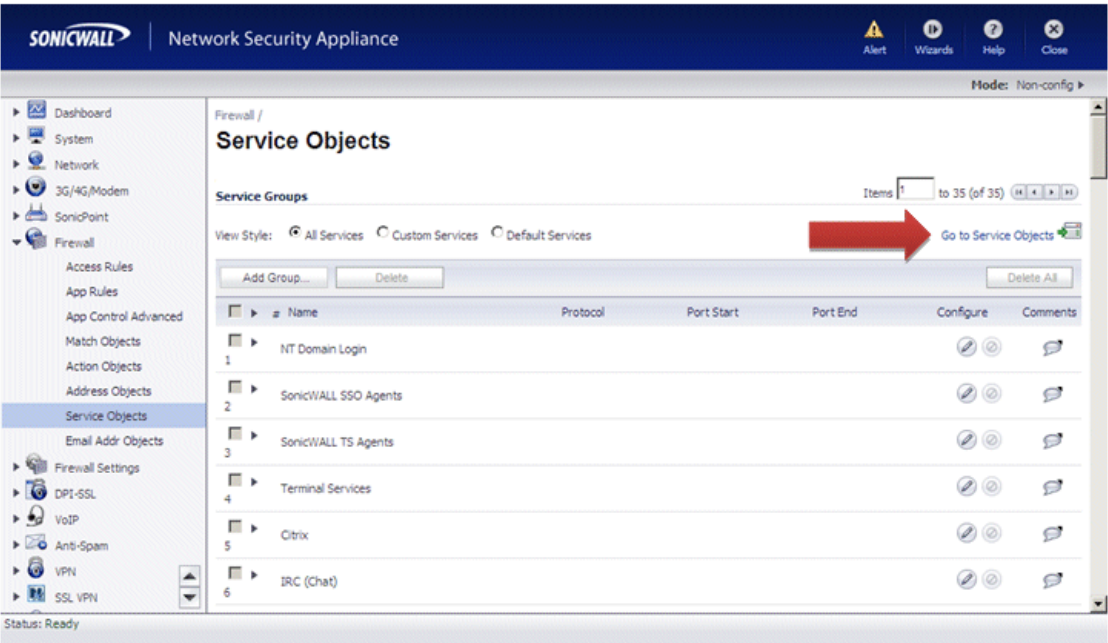 SONICWALL Network Security Appliance
Alert Wizards Help Close
Mode: Non-config
Dashboard
System
Network
3G/4G/Modem
SonicPoint
Firewall
Access Rules
App Rules
App Control Advanced
Match Objects
Action Objects
Address Objects
Service Objects
Email Addr Objects
Firewall Settings
DPI-SSL
VoIP
Anti-Spam
VPN
SSL VPN
Firewall /
Service Objects
Service Groups
Items 1 to 35 (of 35)
View Style: All Services Custom Services Default Services
Go to Service Objects
Add Group... Delete Delete All
# Name Protocol Port Start Port End Configure Comments
1 NT Domain Login
2 SonicWALL SSO Agents
3 SonicWALL TS Agents
4 Terminal Services
5 Citrix
6 IRC (Chat)
Status: Ready